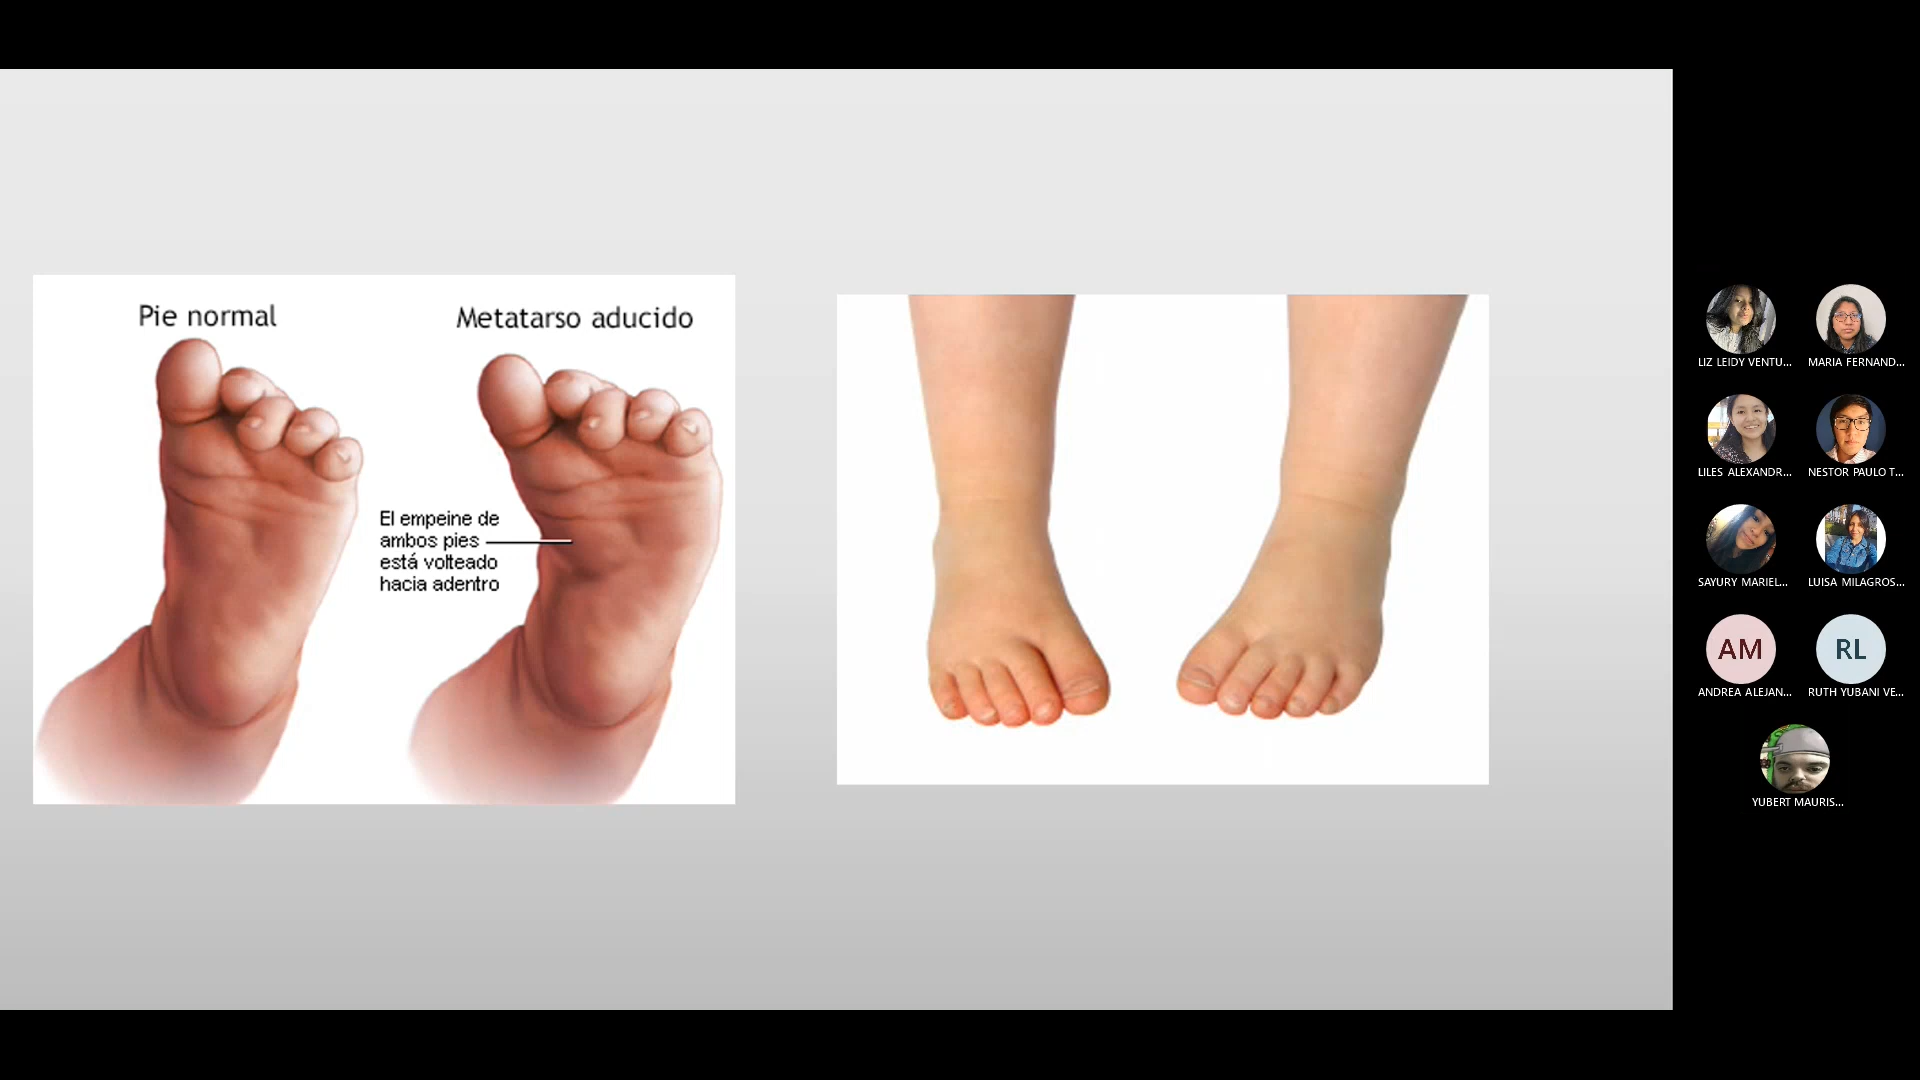 Pie normal
Metatarso aducido
El empeine de
ambos pies
está volteado
hacia adentro
LIZ LEIDY VENTU...
MARIA FERNAND...
LILES ALEXANDR...
NESTOR PAULO T...
SAYURY MARIEL...
LUISA MILAGROS...
AM
RL
ANDREA ALEJAN...
RUTH YUBANI VE...
YUBERT MAURIS...